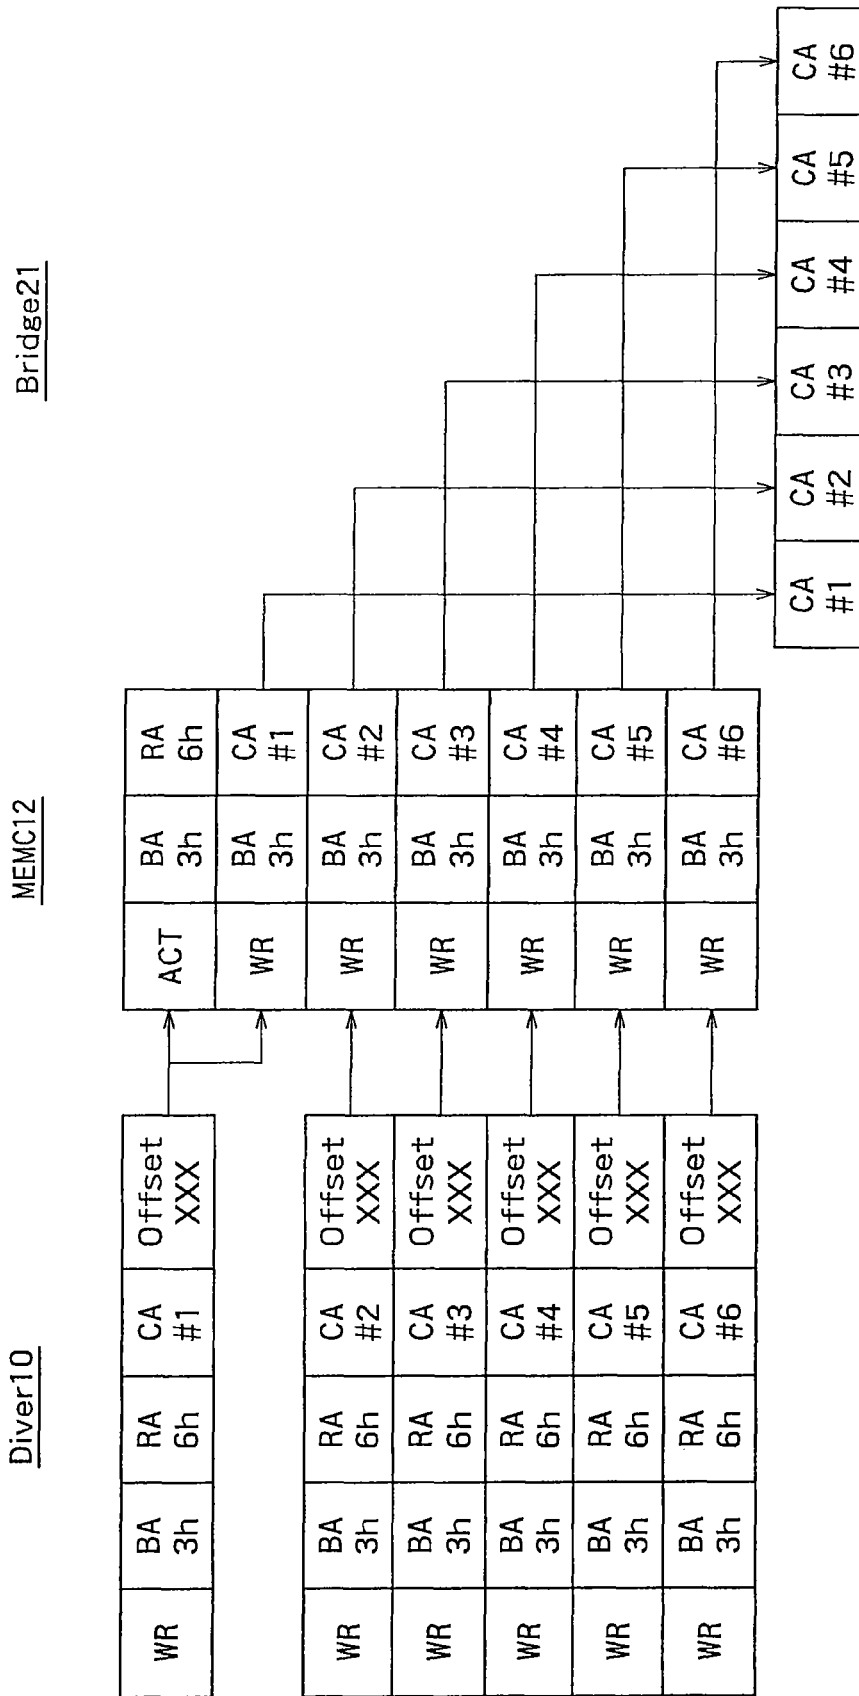 Diver10
WR
BA
3h
RA
6h
CA
#1
Offset
XXX
WR
BA
3h
RA
6h
CA
#2
Offset
XXX
WR
BA
3h
RA
6h
CA
#3
Offset
XXX
WR
BA
3h
RA
6h
CA
#4
Offset
XXX
WR
BA
3h
RA
6h
CA
#5
Offset
XXX
WR
BA
3h
RA
6h
CA
#6
Offset
XXX
MEMC12
ACT
BA
3h
RA
6h
WR
BA
3h
CA
#1
WR
BA
3h
CA
#2
WR
BA
3h
CA
#3
WR
BA
3h
CA
#4
WR
BA
3h
CA
#5
WR
BA
3h
CA
#6
Bridge21
CA
#1
CA
#2
CA
#3
CA
#4
CA
#5
CA
#6